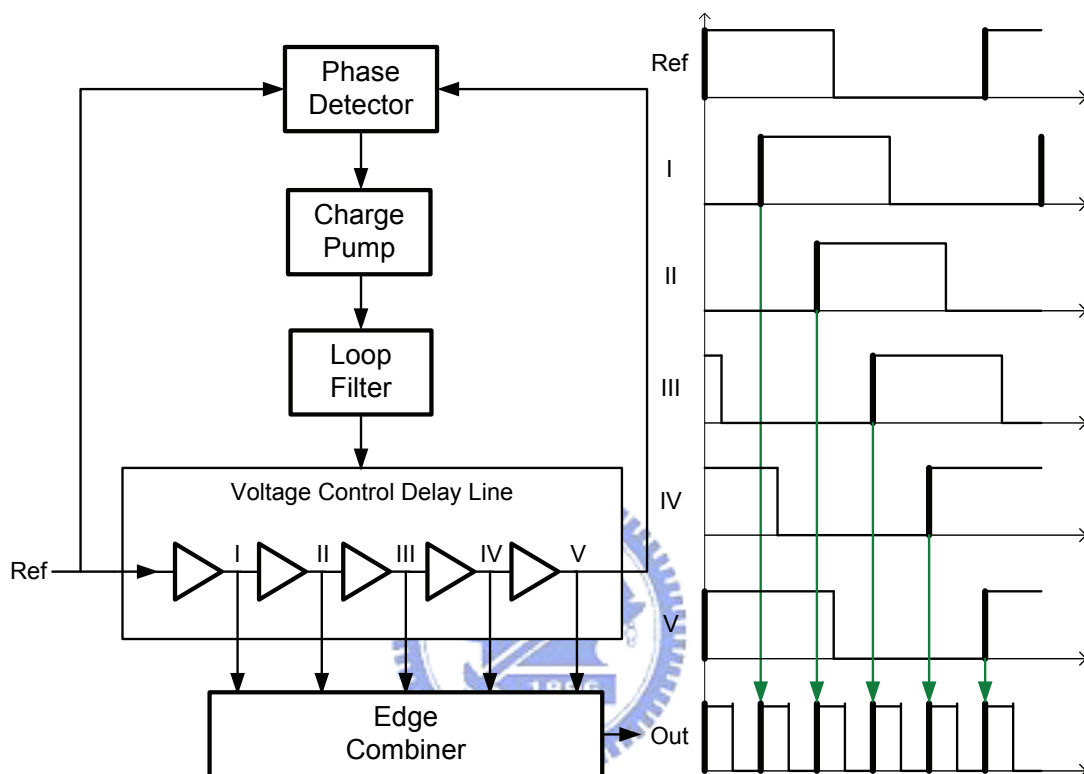 Phase
Detector
Charge
Pump
Loop
Filter
Voltage Control Delay Line
Ref
I
II
III
IV
V
Edge
Combiner
Ref
I
II
III
IV
V
Out
1896